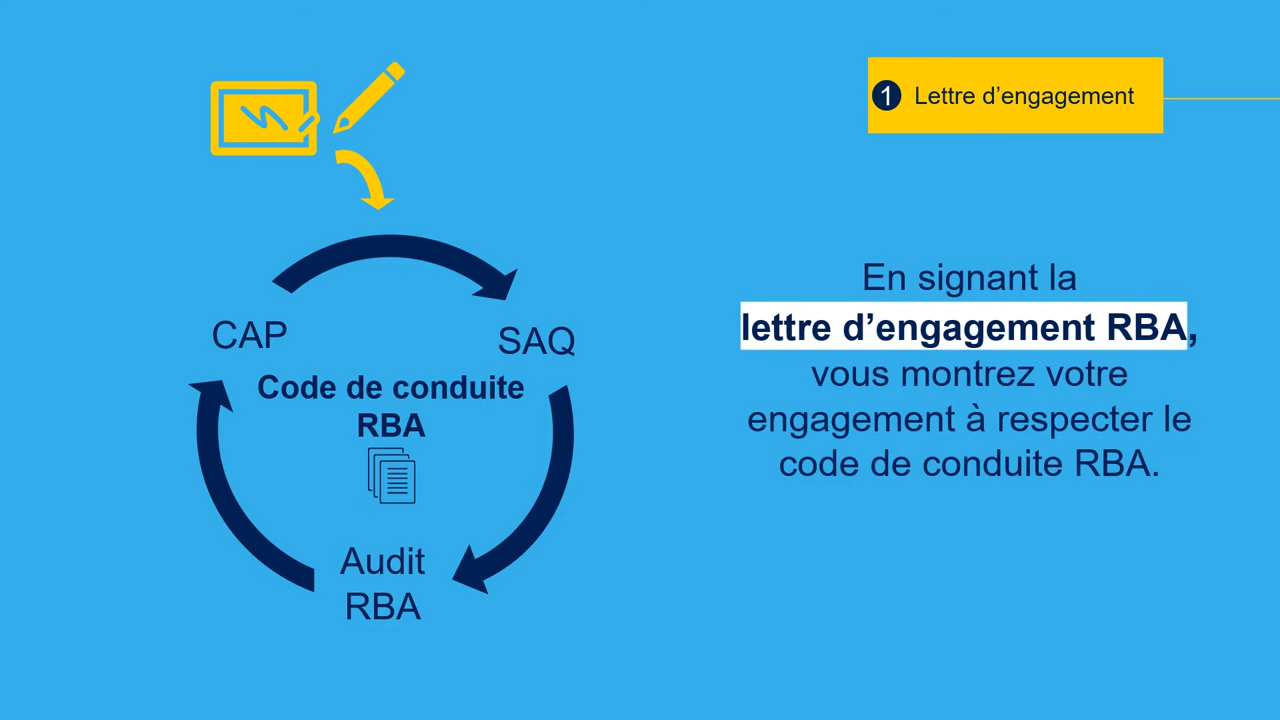 1 Lettre d’engagement
CAP
SAQ
Code de conduite
RBA
Audit
RBA
En signant la
lettre d’engagement RBA,
vous montrez votre
engagement à respecter le
code de conduite RBA.